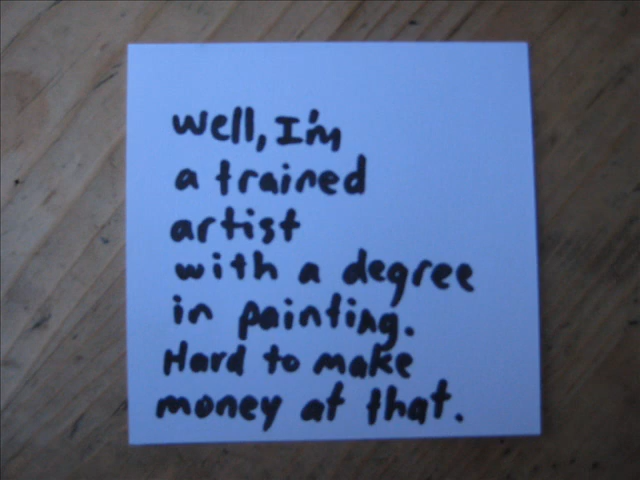 Well, I'm
a trained
artist
with a degree
in painting.
Hard to make
money at that.